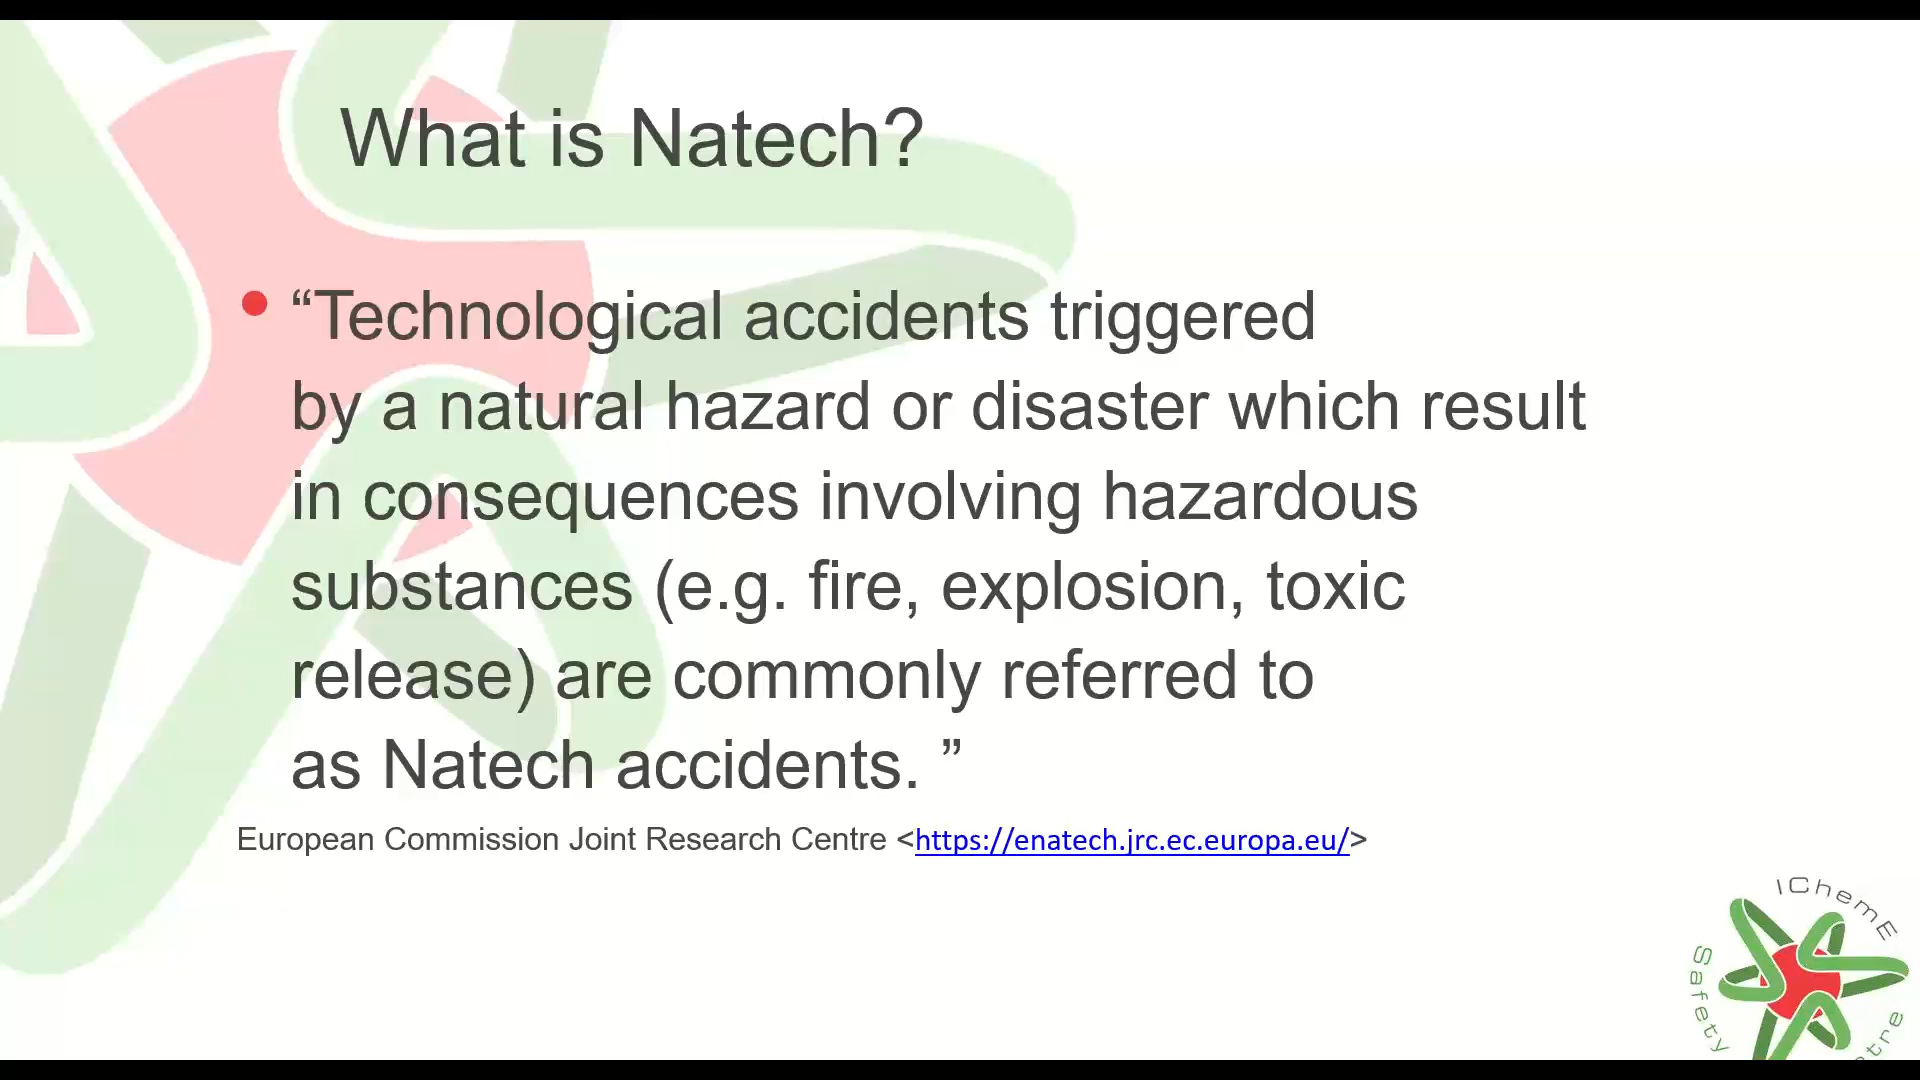 What is Natech?
• “Technological accidents triggered
by a natural hazard or disaster which result
in consequences involving hazardous
substances (e.g. fire, explosion, toxic
release) are commonly referred to
as Natech accidents. ”
European Commission Joint Research Centre <https://enatech.jrc.ec.europa.eu/>
IChemE
Safety